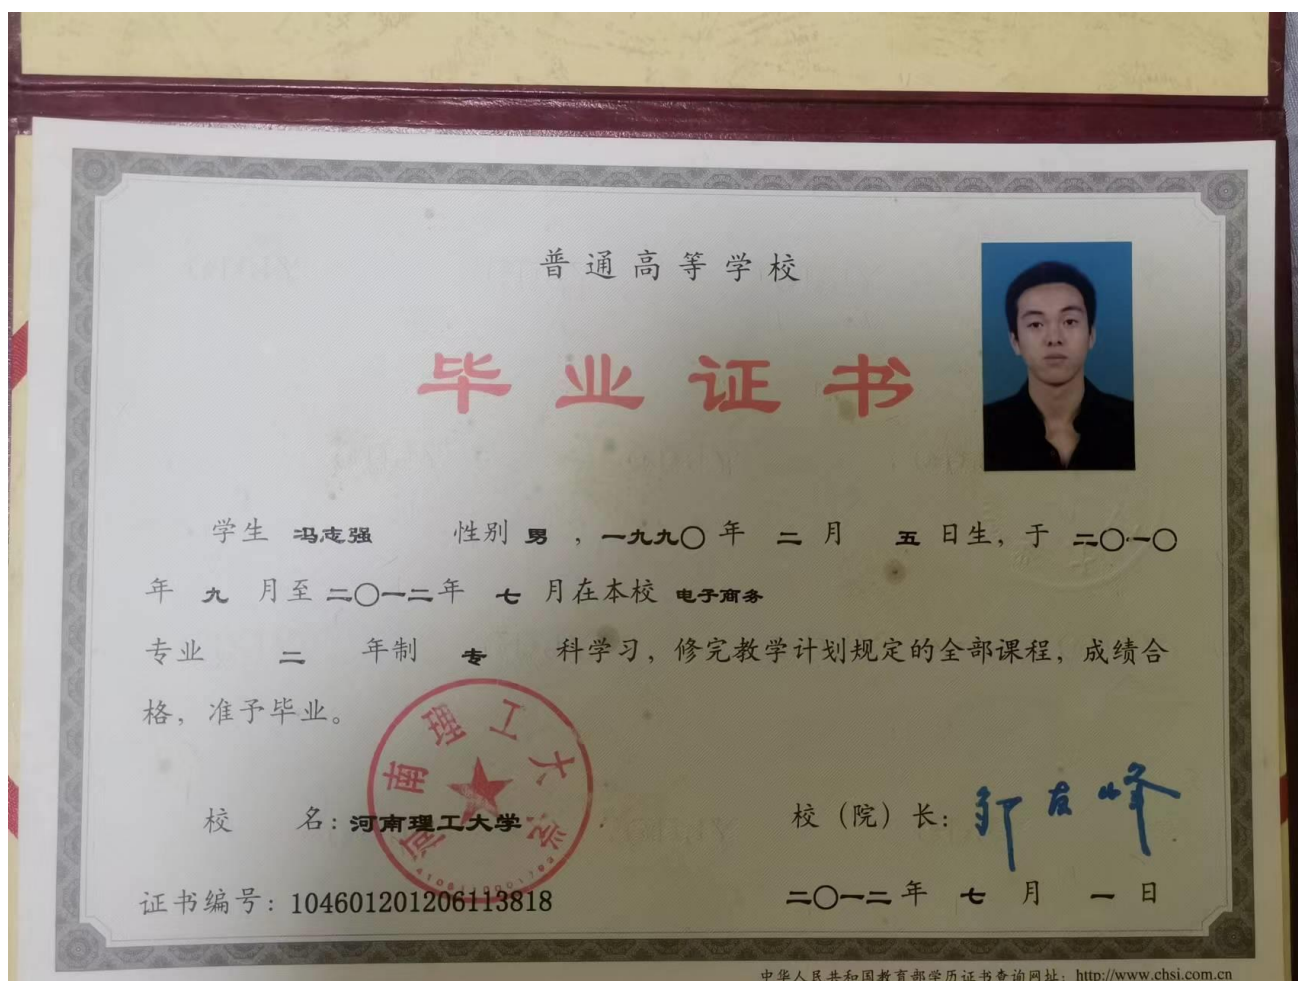 普通高等学校
毕业证书
学生 冯志强 性别 男 ，一九九〇 年 二 月 五 日生，于 二〇一〇
年 九 月至 二〇一二年 七 月在本校 电子商务
专业 二 年制 专 科学习，修完教学计划规定的全部课程，成绩合
格，准予毕业。
河南理工大学
校 名：河南理工大学
校（院）长：邹友峰
证书编号：104601201206113818
二〇一二年 七 月 一 日
中华人民共和国教育部学历证书查询网址：http://www.chsi.com.cn